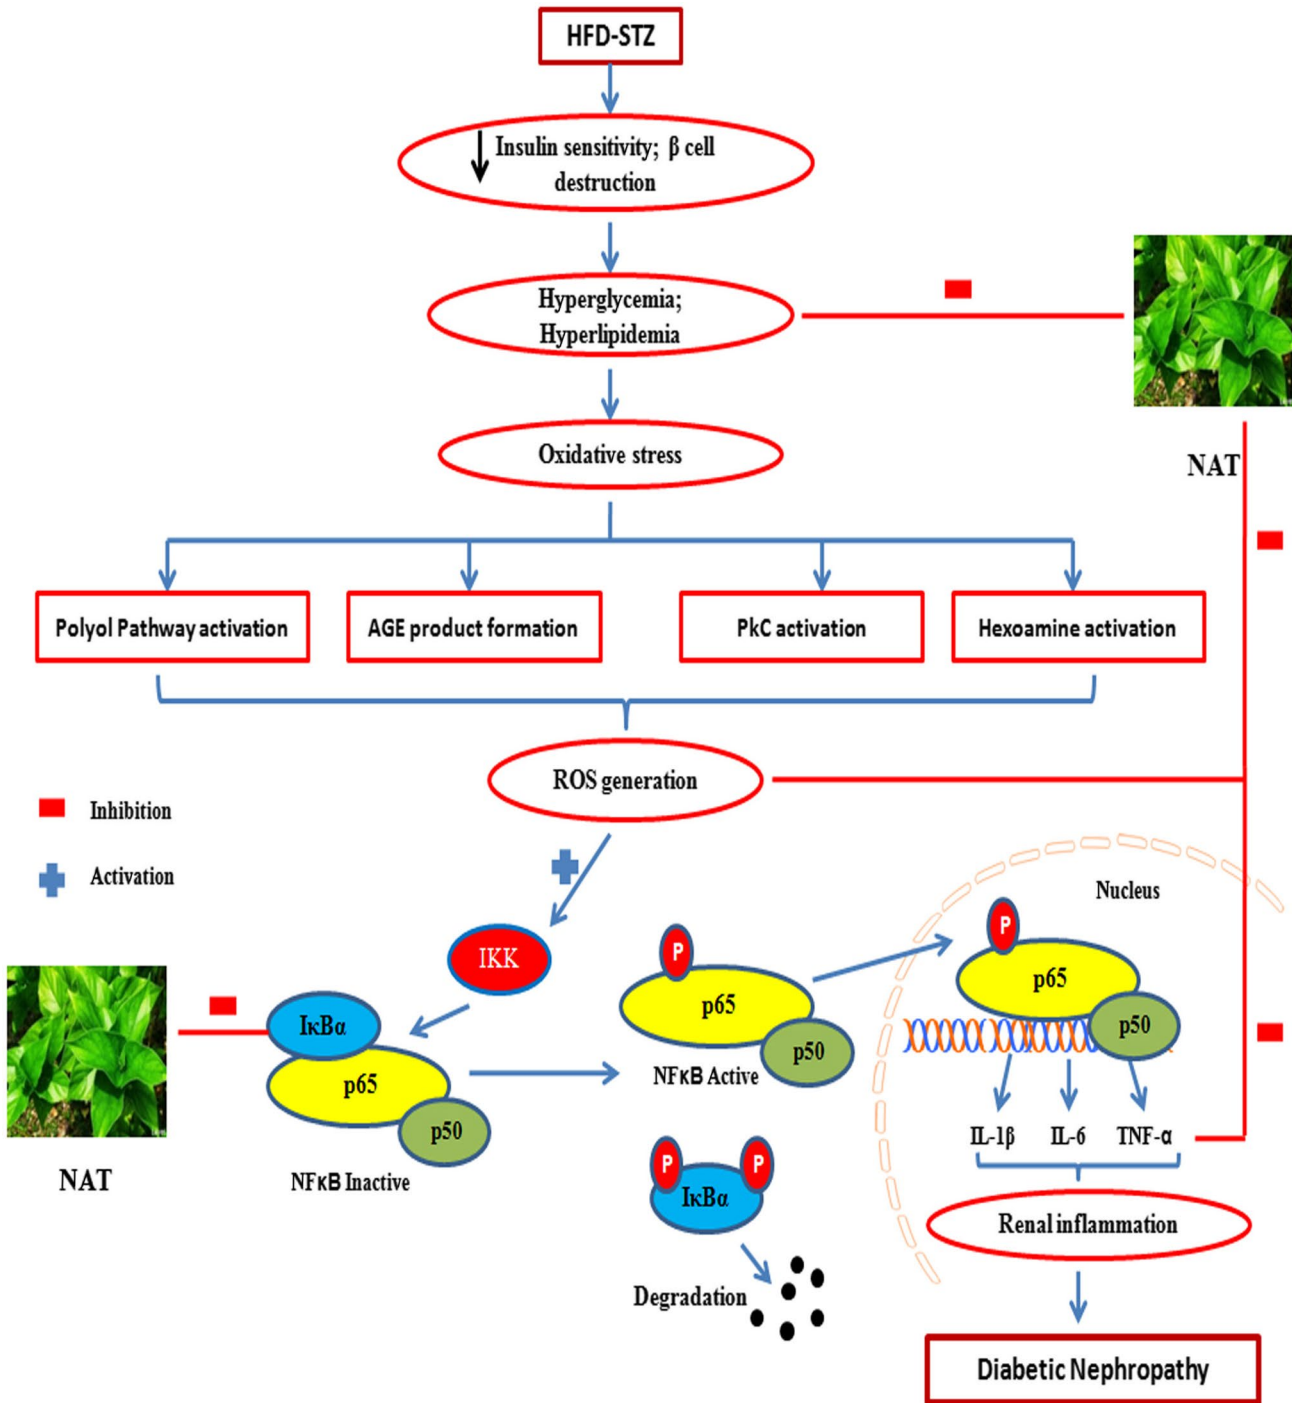 HFD-STZ
Insulin sensitivity; β cell
destruction
Hyperglycemia;
Hyperlipidemia
Oxidative stress
NAT
Polyol Pathway activation
AGE product formation
PkC activation
Hexoamine activation
ROS generation
Inhibition
Activation
Nucleus
IKK
P
p65
p50
NFκB Active
P
p65
p50
IκBα
p65
p50
NFκB Inactive
NAT
IL-1β
IL-6
TNF-α
P
P
IκBα
Degradation
Renal inflammation
Diabetic Nephropathy